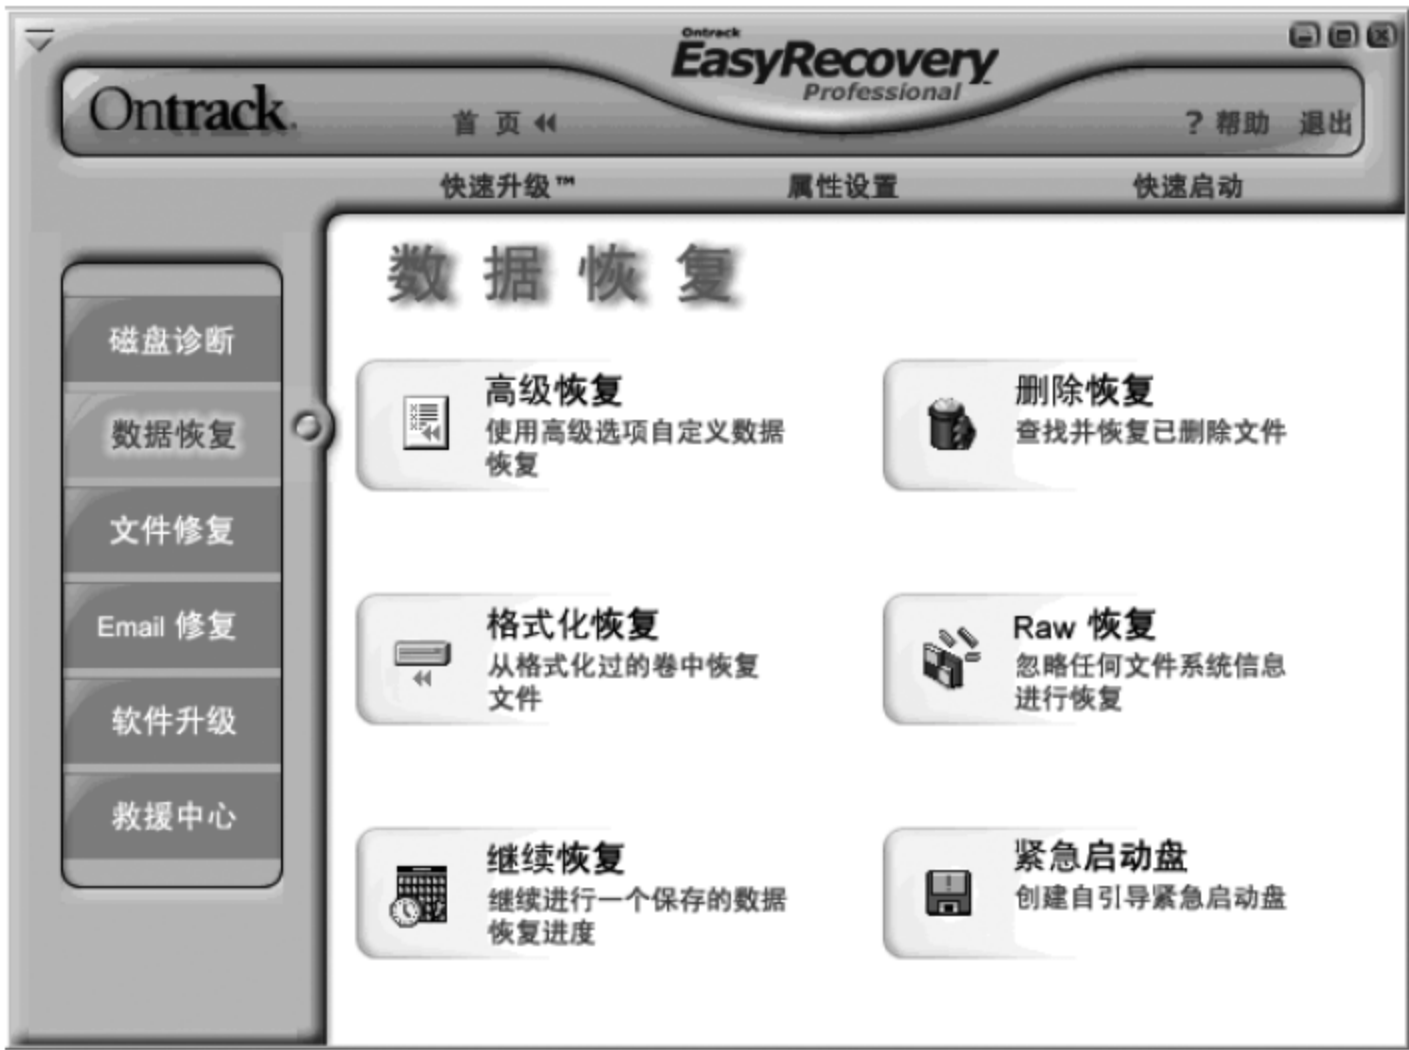 Ontrack
EasyRecovery
Professional
Ontrack.
首 页
? 帮助 退出
快速升级™ 属性设置 快速启动
数据恢复
磁盘诊断
数据恢复
文件修复
Email 修复
软件升级
救援中心
高级恢复
使用高级选项自定义数据
恢复
删除恢复
查找并恢复已删除文件
格式化恢复
从格式化过的卷中恢复
文件
Raw 恢复
忽略任何文件系统信息
进行恢复
继续恢复
继续进行一个保存的数据
恢复进度
紧急启动盘
创建自引导紧急启动盘